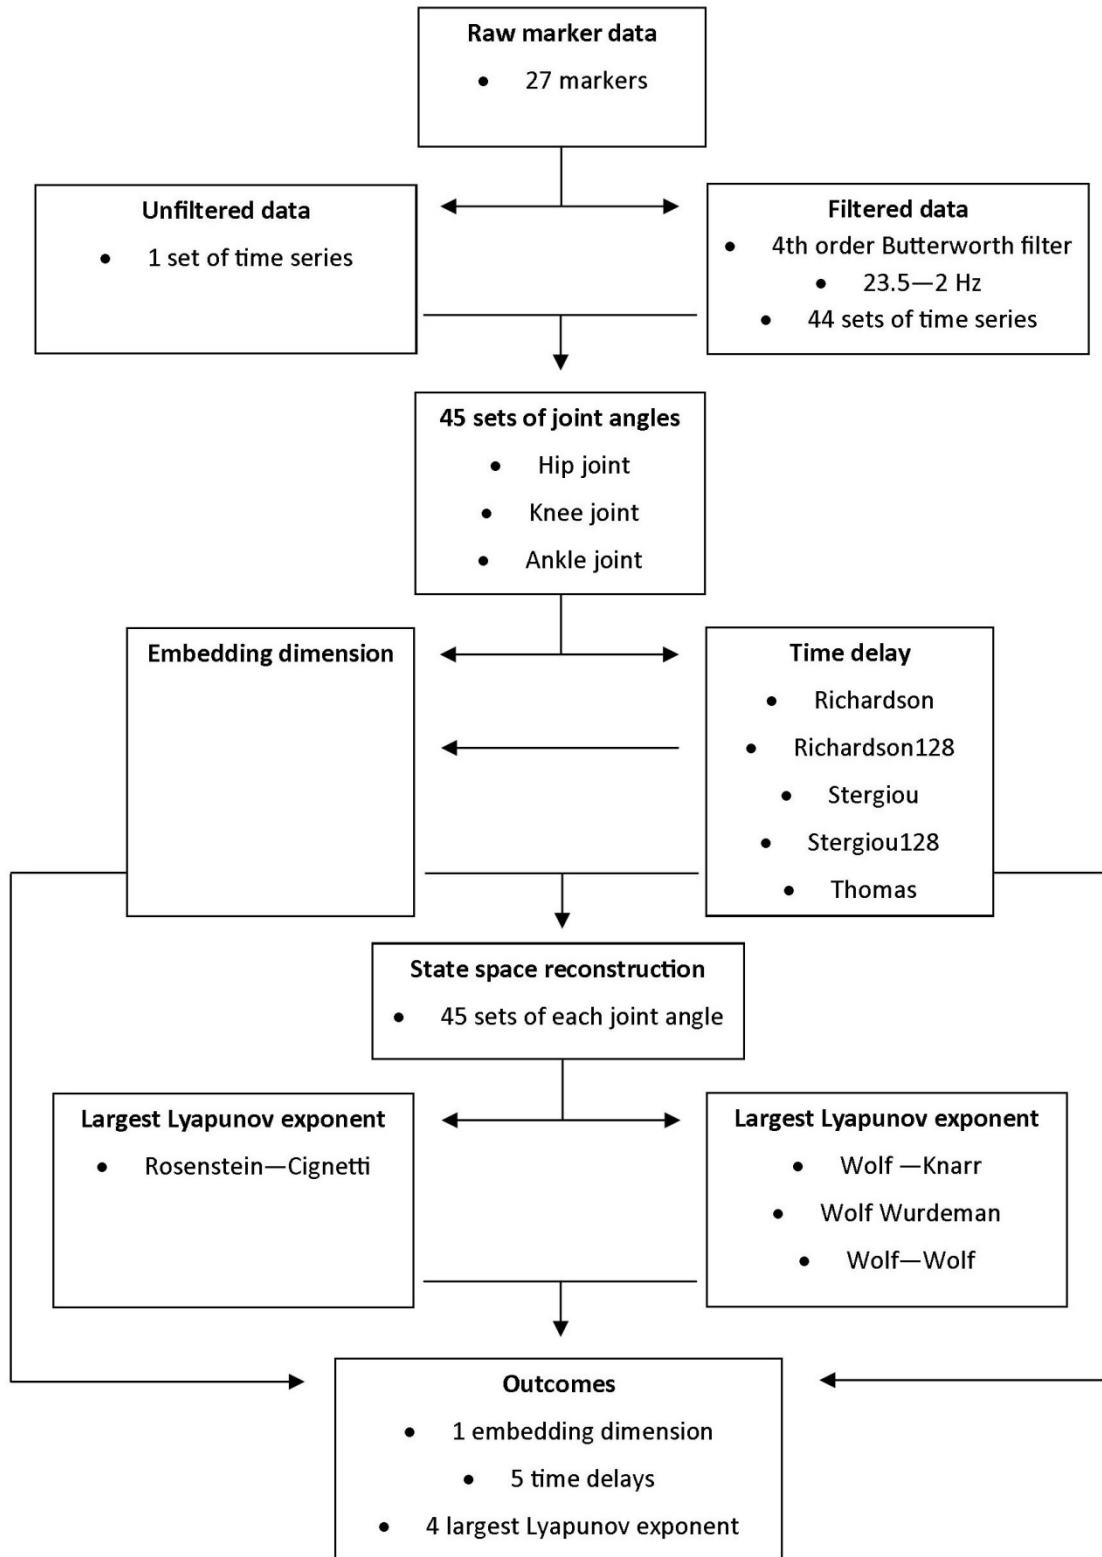 Raw marker data
• 27 markers
Unfiltered data
• 1 set of time series
Filtered data
• 4th order Butterworth filter
• 23.5—2 Hz
• 44 sets of time series
45 sets of joint angles
• Hip joint
• Knee joint
• Ankle joint
Embedding dimension
Time delay
• Richardson
• Richardson128
• Stergiou
• Stergiou128
• Thomas
State space reconstruction
• 45 sets of each joint angle
Largest Lyapunov exponent
• Rosenstein—Cignetti
Largest Lyapunov exponent
• Wolf —Knarr
• Wolf Wurdeman
• Wolf—Wolf
Outcomes
• 1 embedding dimension
• 5 time delays
• 4 largest Lyapunov exponent